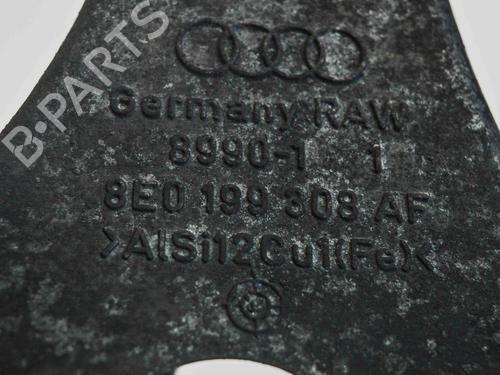 B-PARTS
Germany RAW
8990-1 1
8E0 199 308 AF
>AlSi12Cu1(Fe)<